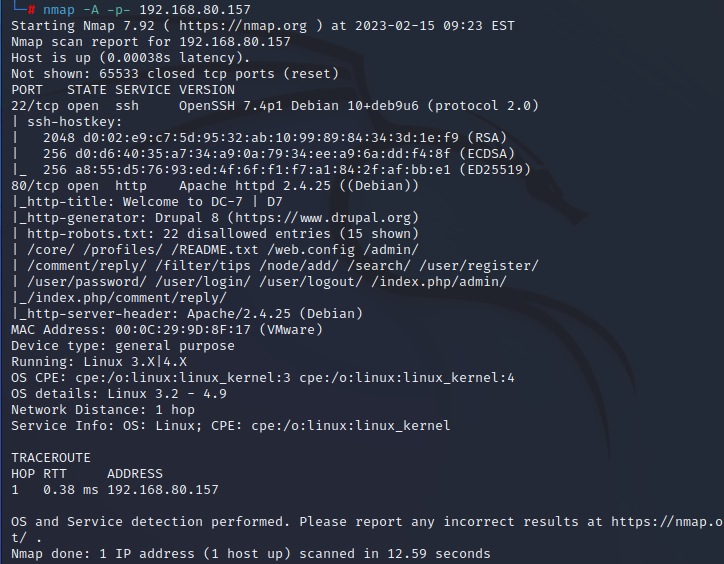 └─# nmap -A -p- 192.168.80.157
Starting Nmap 7.92 ( https://nmap.org ) at 2023-02-15 09:23 EST
Nmap scan report for 192.168.80.157
Host is up (0.00038s latency).
Not shown: 65533 closed tcp ports (reset)
PORT   STATE SERVICE VERSION
22/tcp open  ssh     OpenSSH 7.4p1 Debian 10+deb9u6 (protocol 2.0)
| ssh-hostkey:
|   2048 d0:02:e9:c7:5d:95:32:ab:10:99:89:84:34:3d:1e:f9 (RSA)
|   256 d0:d6:40:35:a7:34:a9:0a:79:34:ee:a9:6a:dd:f4:8f (ECDSA)
|_  256 a8:55:d5:76:93:ed:4f:6f:f1:f7:a1:84:2f:af:bb:e1 (ED25519)
80/tcp open  http    Apache httpd 2.4.25 ((Debian))
|_http-title: Welcome to DC-7 | D7
|_http-generator: Drupal 8 (https://www.drupal.org)
| http-robots.txt: 22 disallowed entries (15 shown)
| /core/ /profiles/ /README.txt /web.config /admin/
| /comment/reply/ /filter/tips /node/add/ /search/ /user/register/
| /user/password/ /user/login/ /user/logout/ /index.php/admin/
|_/index.php/comment/reply/
|_http-server-header: Apache/2.4.25 (Debian)
MAC Address: 00:0C:29:9D:8F:17 (VMware)
Device type: general purpose
Running: Linux 3.X|4.X
OS CPE: cpe:/o:linux:linux_kernel:3 cpe:/o:linux:linux_kernel:4
OS details: Linux 3.2 - 4.9
Network Distance: 1 hop
Service Info: OS: Linux; CPE: cpe:/o:linux:linux_kernel
TRACEROUTE
HOP RTT     ADDRESS
1   0.38 ms 192.168.80.157
OS and Service detection performed. Please report any incorrect results at https://nmap.o
t/ .
Nmap done: 1 IP address (1 host up) scanned in 12.59 seconds